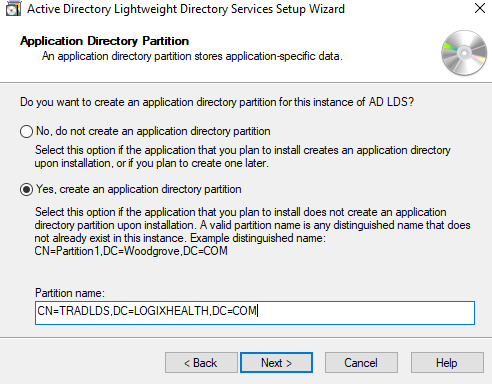 Active Directory Lightweight Directory Services Setup Wizard
Application Directory Partition
An application directory partition stores application-specific data.
Do you want to create an application directory partition for this instance of AD LDS?
No, do not create an application directory partition
Select this option if the application that you plan to install creates an application directory
upon installation, or if you plan to create one later.
Yes, create an application directory partition
Select this option if the application that you plan to install does not create an application
directory partition upon installation. A valid partition name is any distinguished name that does
not already exist in this instance. Example distinguished name:
CN=Partition1,DC=Woodgrove,DC=COM
Partition name:
CN=TRADLDS,DC=LOGIXHEALTH,DC=COM
< Back Next > Cancel Help